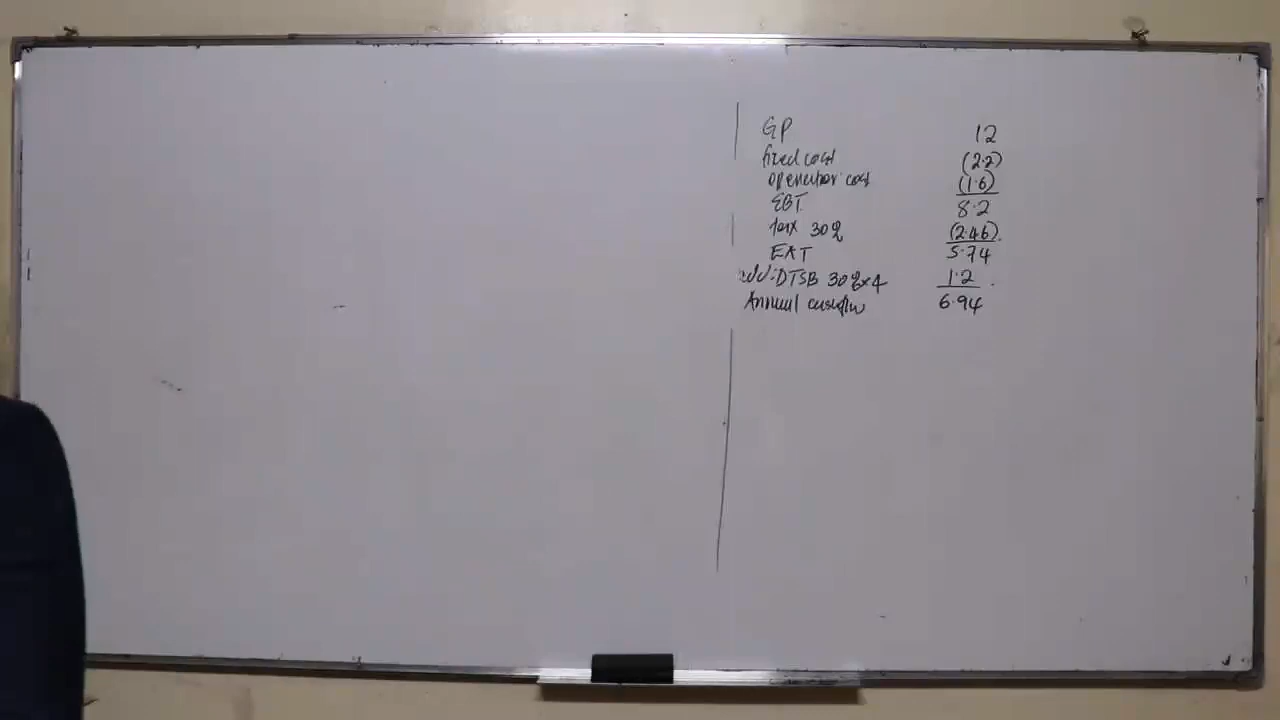 GP 12
fixed cost (2.2)
operation cost (1.6)
EBT 8.2
tax 30% (2.46)
EAT 5.74
add: DTSB 30% x 4 1.2
Annual cashflow 6.94